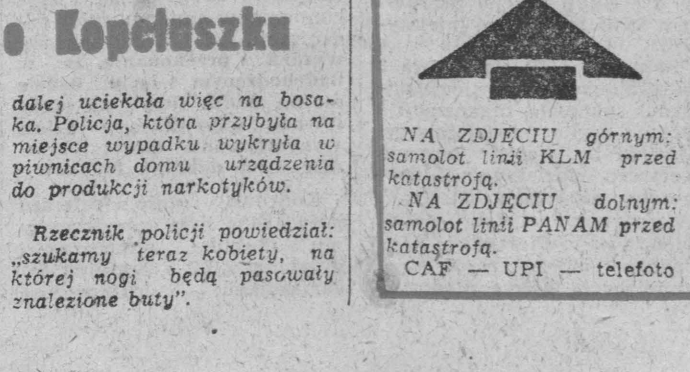 o Kopciuszku
dalej uciekała więc na bosa-
ka. Policja, która przybyła na
miejsce wypadku wykryła w
piwnicach domu urządzenia
do produkcji narkotyków.
Rzecznik policji powiedział:
„szukamy teraz kobiety, na
której nogi będą pasowały
znalezione buty”.
NA ZDJĘCIU górnym:
samolot linii KLM przed
katastrofą.
NA ZDJĘCIU dolnym:
samolot linii PANAM przed
katastrofą.
CAF — UPI — telefoto